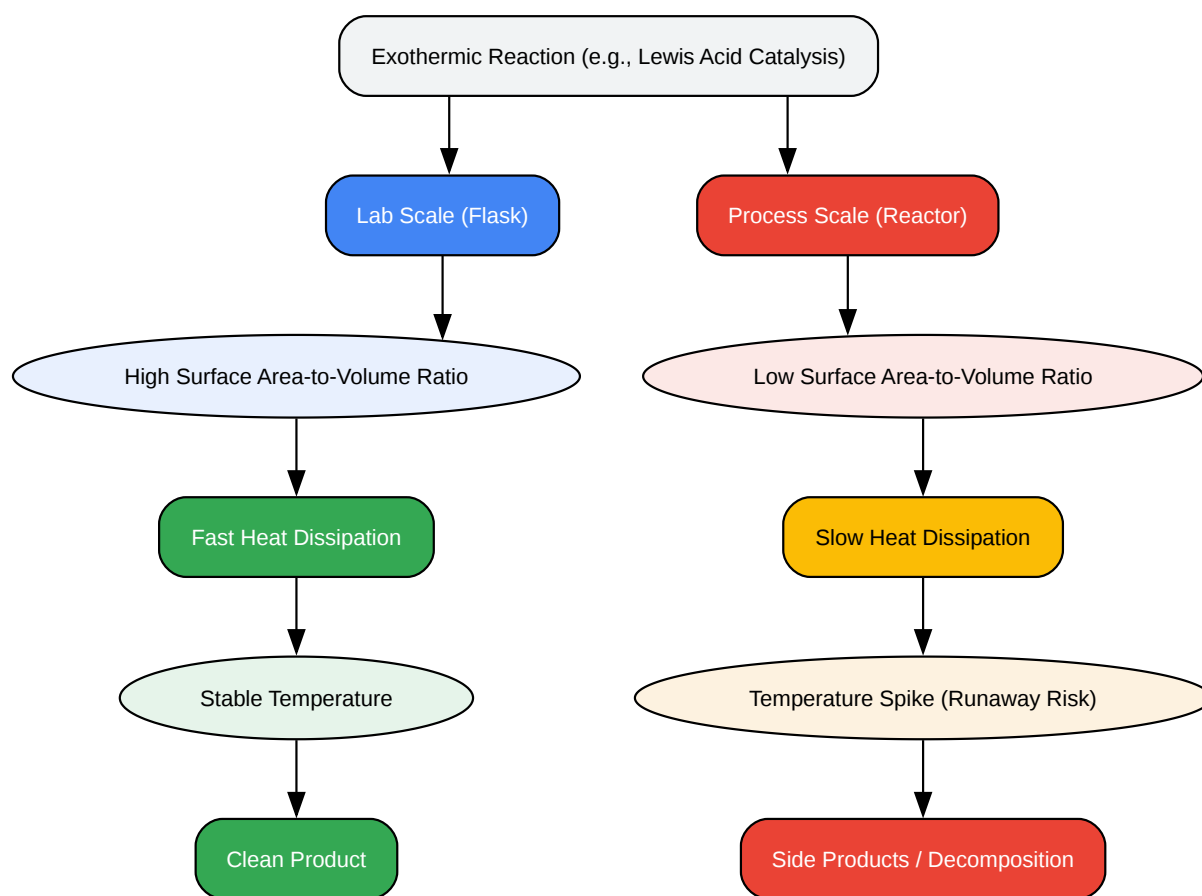 Exothermic Reaction (e.g., Lewis Acid Catalysis)
Lab Scale (Flask)
Process Scale (Reactor)
High Surface Area-to-Volume Ratio
Low Surface Area-to-Volume Ratio
Fast Heat Dissipation
Slow Heat Dissipation
Stable Temperature
Temperature Spike (Runaway Risk)
Clean Product
Side Products / Decomposition